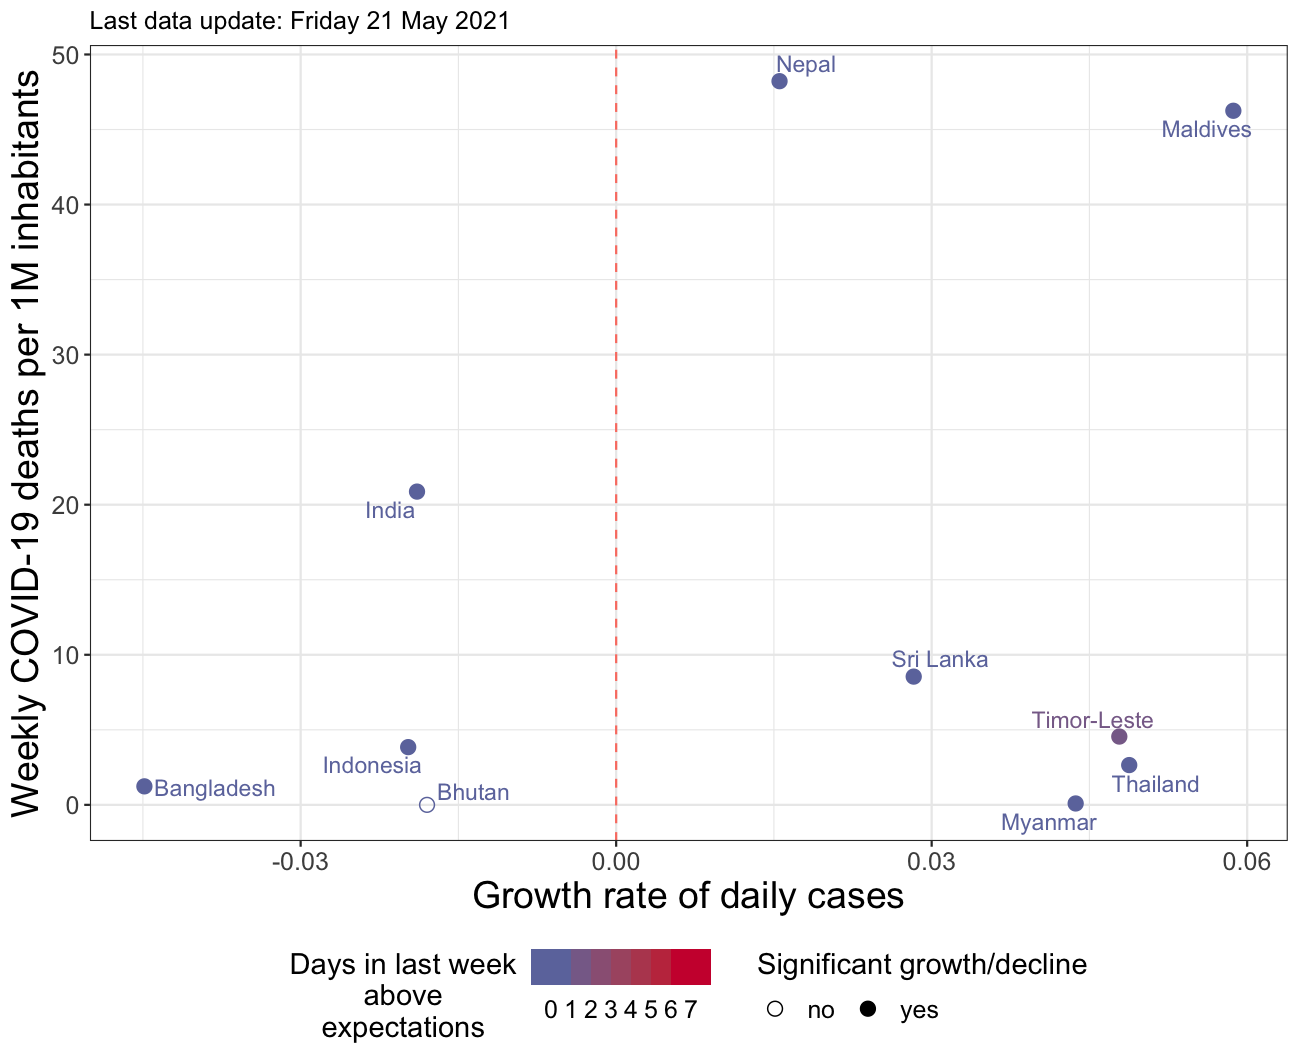 Last data update: Friday 21 May 2021
Weekly COVID-19 deaths per 1M inhabitants
50
40
30
20
10
0
Nepal
Maldives
India
Sri Lanka
Timor-Leste
Indonesia
Thailand
Bangladesh
Bhutan
Myanmar
-0.03 0.00 0.03 0.06
Growth rate of daily cases
Days in last week
above
expectations
0 1 2 3 4 5 6 7
Significant growth/decline
no yes